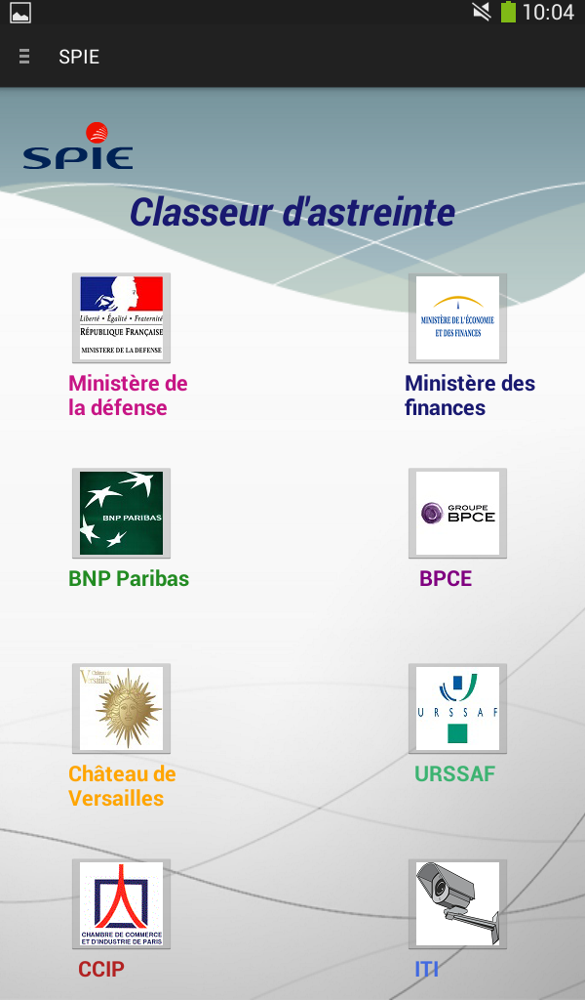 10:04
SPIE
SPIE
Classeur d'astreinte
Liberté • Égalité • Fraternité
RÉPUBLIQUE FRANÇAISE
MINISTERE DE LA DEFENSE
Ministère de
la défense
MINISTÈRE DE L'ÉCONOMIE
ET DES FINANCES
Ministère des
finances
BNP PARIBAS
BNP Paribas
GROUPE
BPCE
BPCE
Château de
Versailles
Château de
Versailles
URSSAF
URSSAF
CHAMBRE DE COMMERCE
ET D'INDUSTRIE DE PARIS
CCIP
ITI